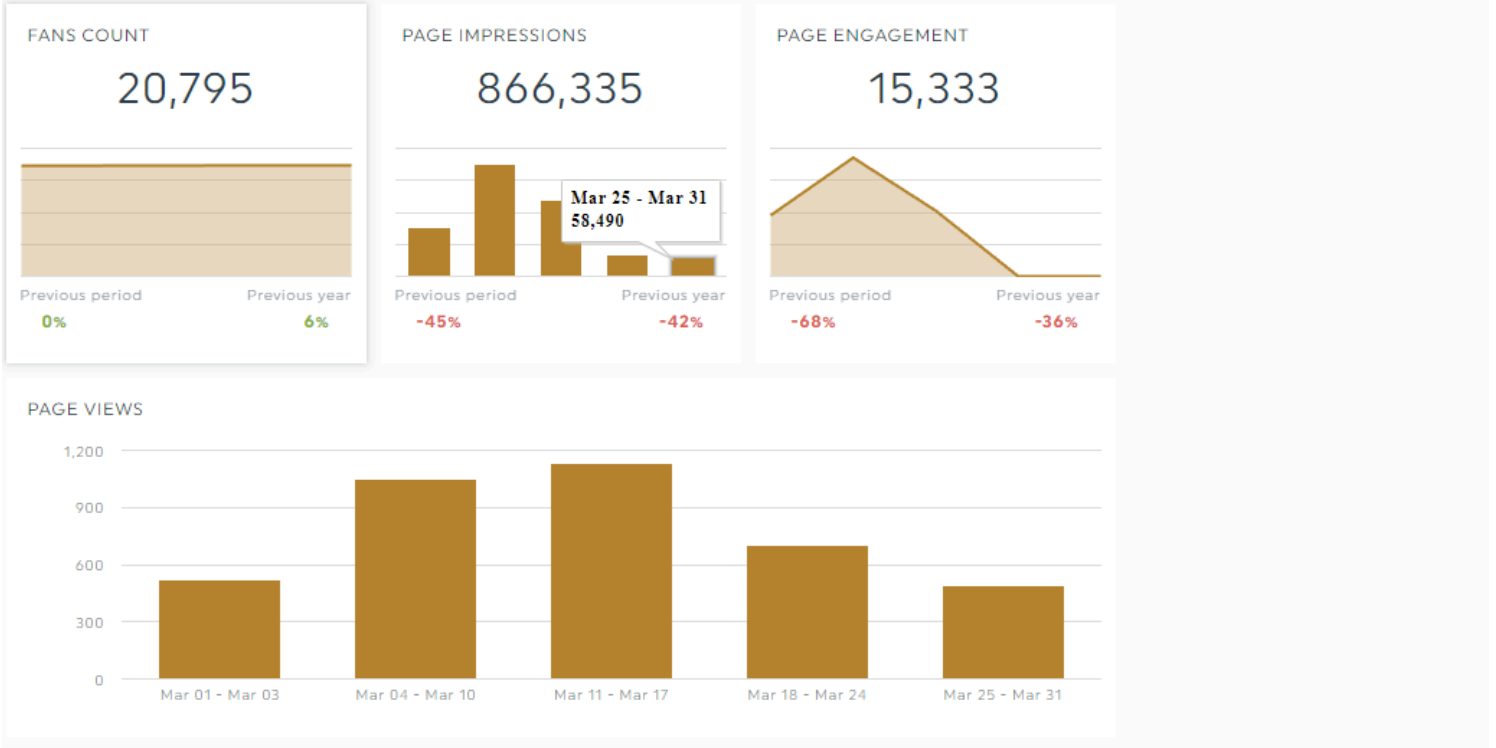 FANS COUNT
20,795
Previous period
Previous year
0%
6%
PAGE IMPRESSIONS
866,335
Mar 25 - Mar 31
58,490
Previous period
Previous year
-45%
-42%
PAGE ENGAGEMENT
15,333
Previous period
Previous year
-68%
-36%
PAGE VIEWS
1,200
900
600
300
0
Mar 01 - Mar 03
Mar 04 - Mar 10
Mar 11 - Mar 17
Mar 18 - Mar 24
Mar 25 - Mar 31